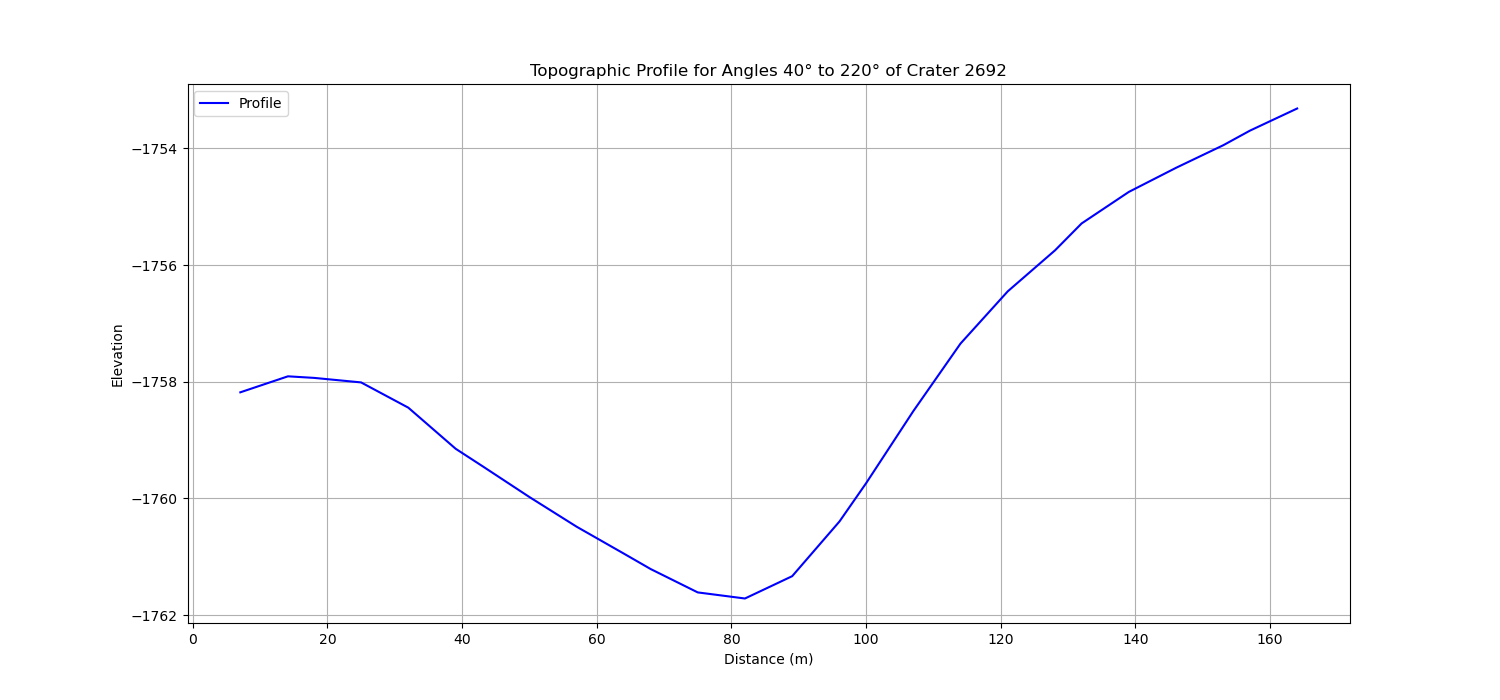 Topographic Profile for Angles 40° to 220° of Crater 2692
Profile
−1754
−1756
−1758
−1760
−1762
Elevation
0 20 40 60 80 100 120 140 160
Distance (m)